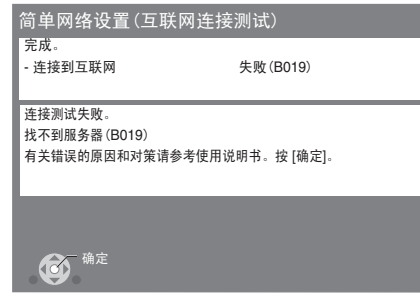 简单网络设置(互联网连接测试)
完成。
- 连接到互联网 失败(B019)
连接测试失败。
找不到服务器(B019)
有关错误的原因和对策请参考使用说明书。按 [确定]。
确定